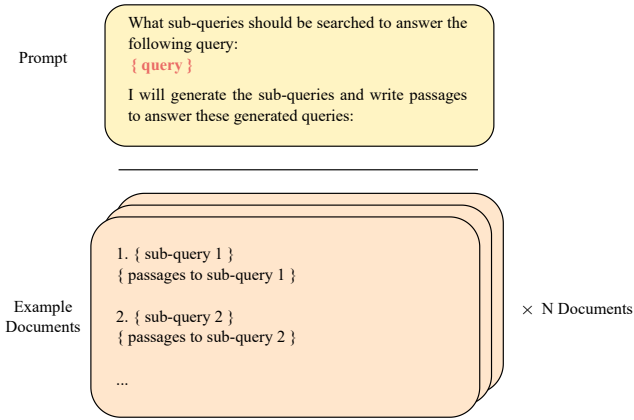 Prompt
What sub-queries should be searched to answer the
following query:
{ query }
I will generate the sub-queries and write passages
to answer these generated queries:
Example
Documents
1. { sub-query 1 }
{ passages to sub-query 1 }
2. { sub-query 2 }
{ passages to sub-query 2 }
...
× N Documents